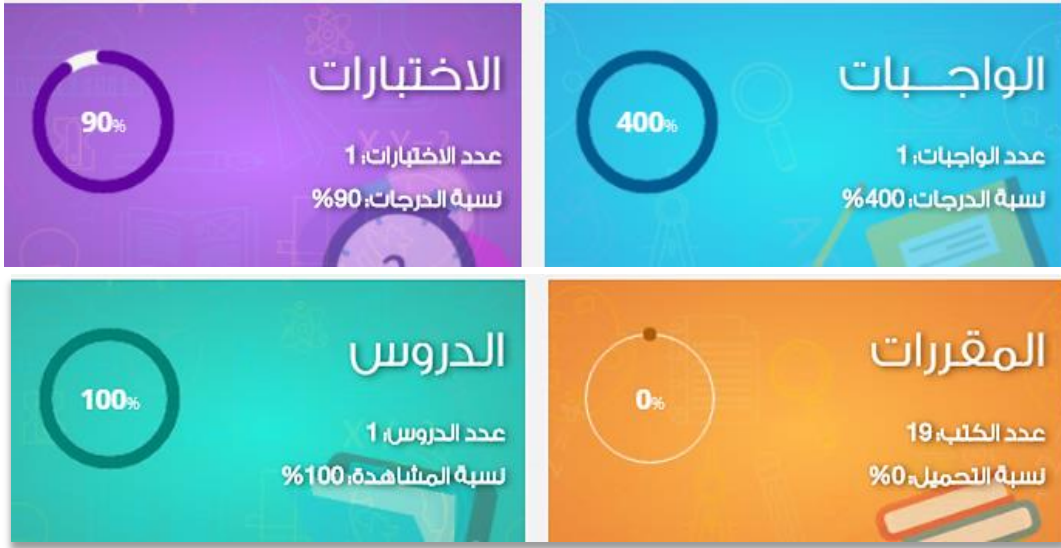 الواجـــبات
400%
عدد الواجبات: 1
نسبة الدرجات: 400%
الاختبارات
90%
عدد الاختبارات: 1
نسبة الدرجات: 90%
المقررات
0%
عدد الكتب: 19
نسبة التحميل: 0%
الدروس
100%
عدد الدروس: 1
نسبة المشاهدة: 100%